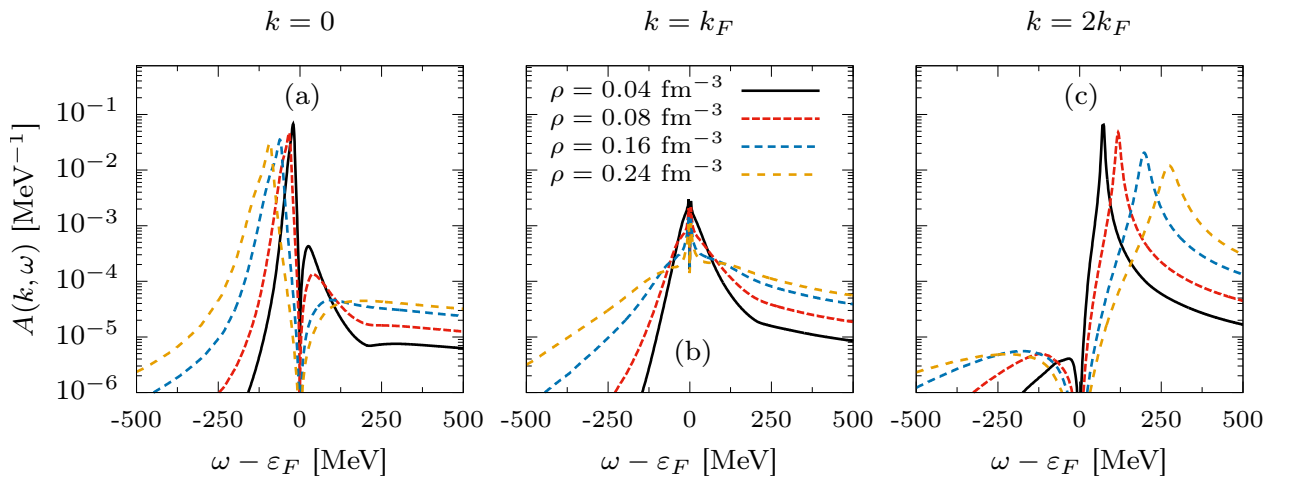 k = 0
k = k_F
k = 2k_F
A(k, ω) [MeV⁻¹]
10⁻¹
10⁻²
10⁻³
10⁻⁴
10⁻⁵
10⁻⁶
(a)
-500 -250 0 250 500
ω − ε_F [MeV]
ρ = 0.04 fm⁻³
ρ = 0.08 fm⁻³
ρ = 0.16 fm⁻³
ρ = 0.24 fm⁻³
(b)
-500 -250 0 250 500
ω − ε_F [MeV]
(c)
-500 -250 0 250 500
ω − ε_F [MeV]